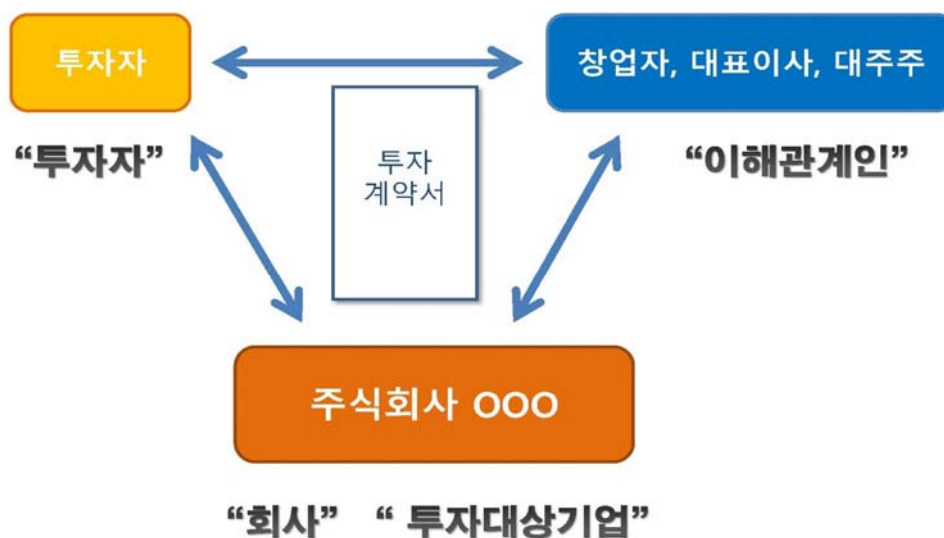 투자자
창업자, 대표이사, 대주주
“투자자”
투자
계약서
“이해관계인”
주식회사 OOO
“회사” “ 투자대상기업”